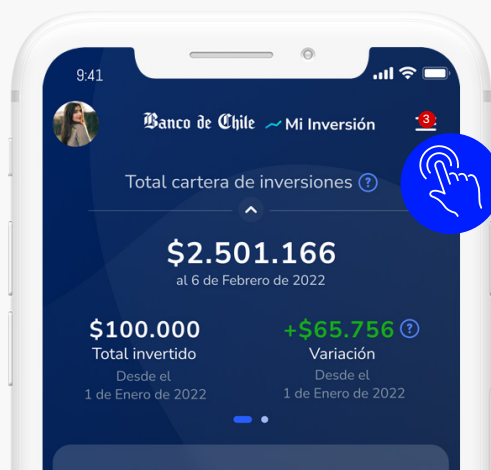 9:41
Banco de Chile Mi Inversión
3
Total cartera de inversiones ?
$2.501.166
al 6 de Febrero de 2022
$100.000
Total invertido
Desde el
1 de Enero de 2022
+$65.756 ?
Variación
Desde el
1 de Enero de 2022